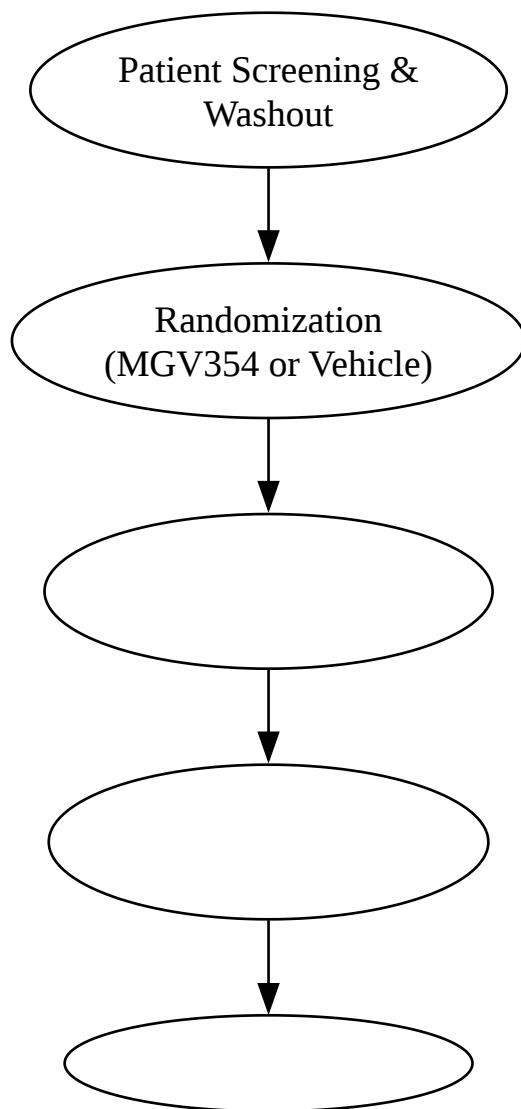 Patient Screening &
Washout
Randomization
(MGV354 or Vehicle)